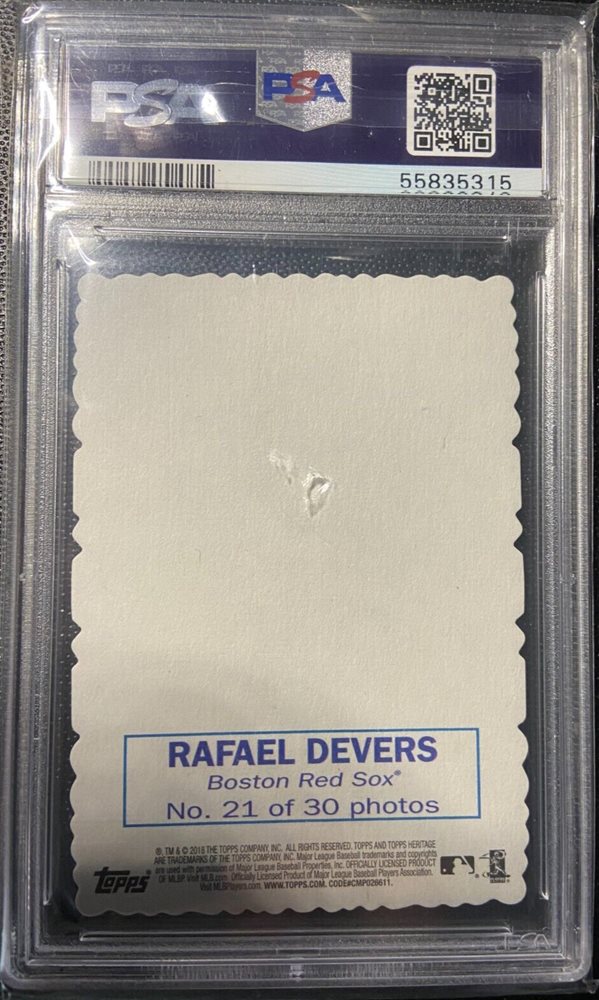 PSA
PSA
55835315
RAFAEL DEVERS
Boston Red Sox®
No. 21 of 30 photos
®, TM & © 2018 THE TOPPS COMPANY, INC. ALL RIGHTS RESERVED. TOPPS AND TOPPS HERITAGE
ARE TRADEMARKS OF THE TOPPS COMPANY, INC. Major League Baseball trademarks and copyrights
are used with permission of Major League Baseball Properties, Inc. OFFICIALLY LICENSED PRODUCT
OF MLBP. Visit MLB.com. Officially Licensed Product of Major League Baseball Players Association.
Visit MLBPlayers.com. WWW.TOPPS.COM. CODE#CMP026611.
topps®